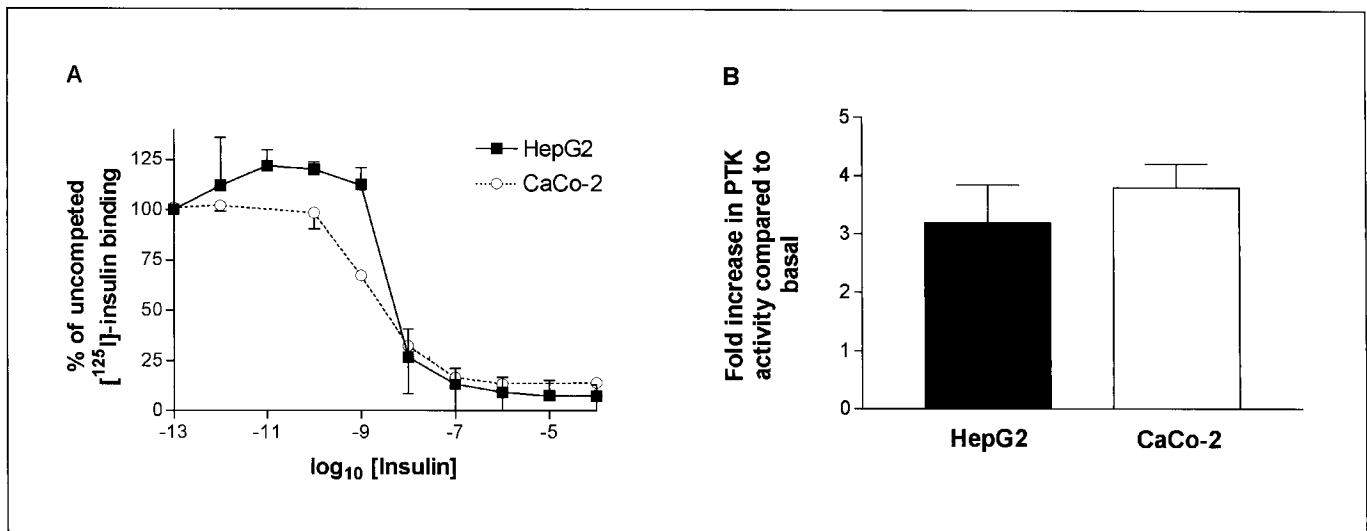 A
% of uncompeted
[¹²⁵I]-insulin binding
125
100
75
50
25
0
-13
-11
-9
-7
-5
log₁₀ [Insulin]
HepG2
CaCo-2
B
Fold increase in PTK
activity compared to
basal
5
4
3
2
1
0
HepG2
CaCo-2